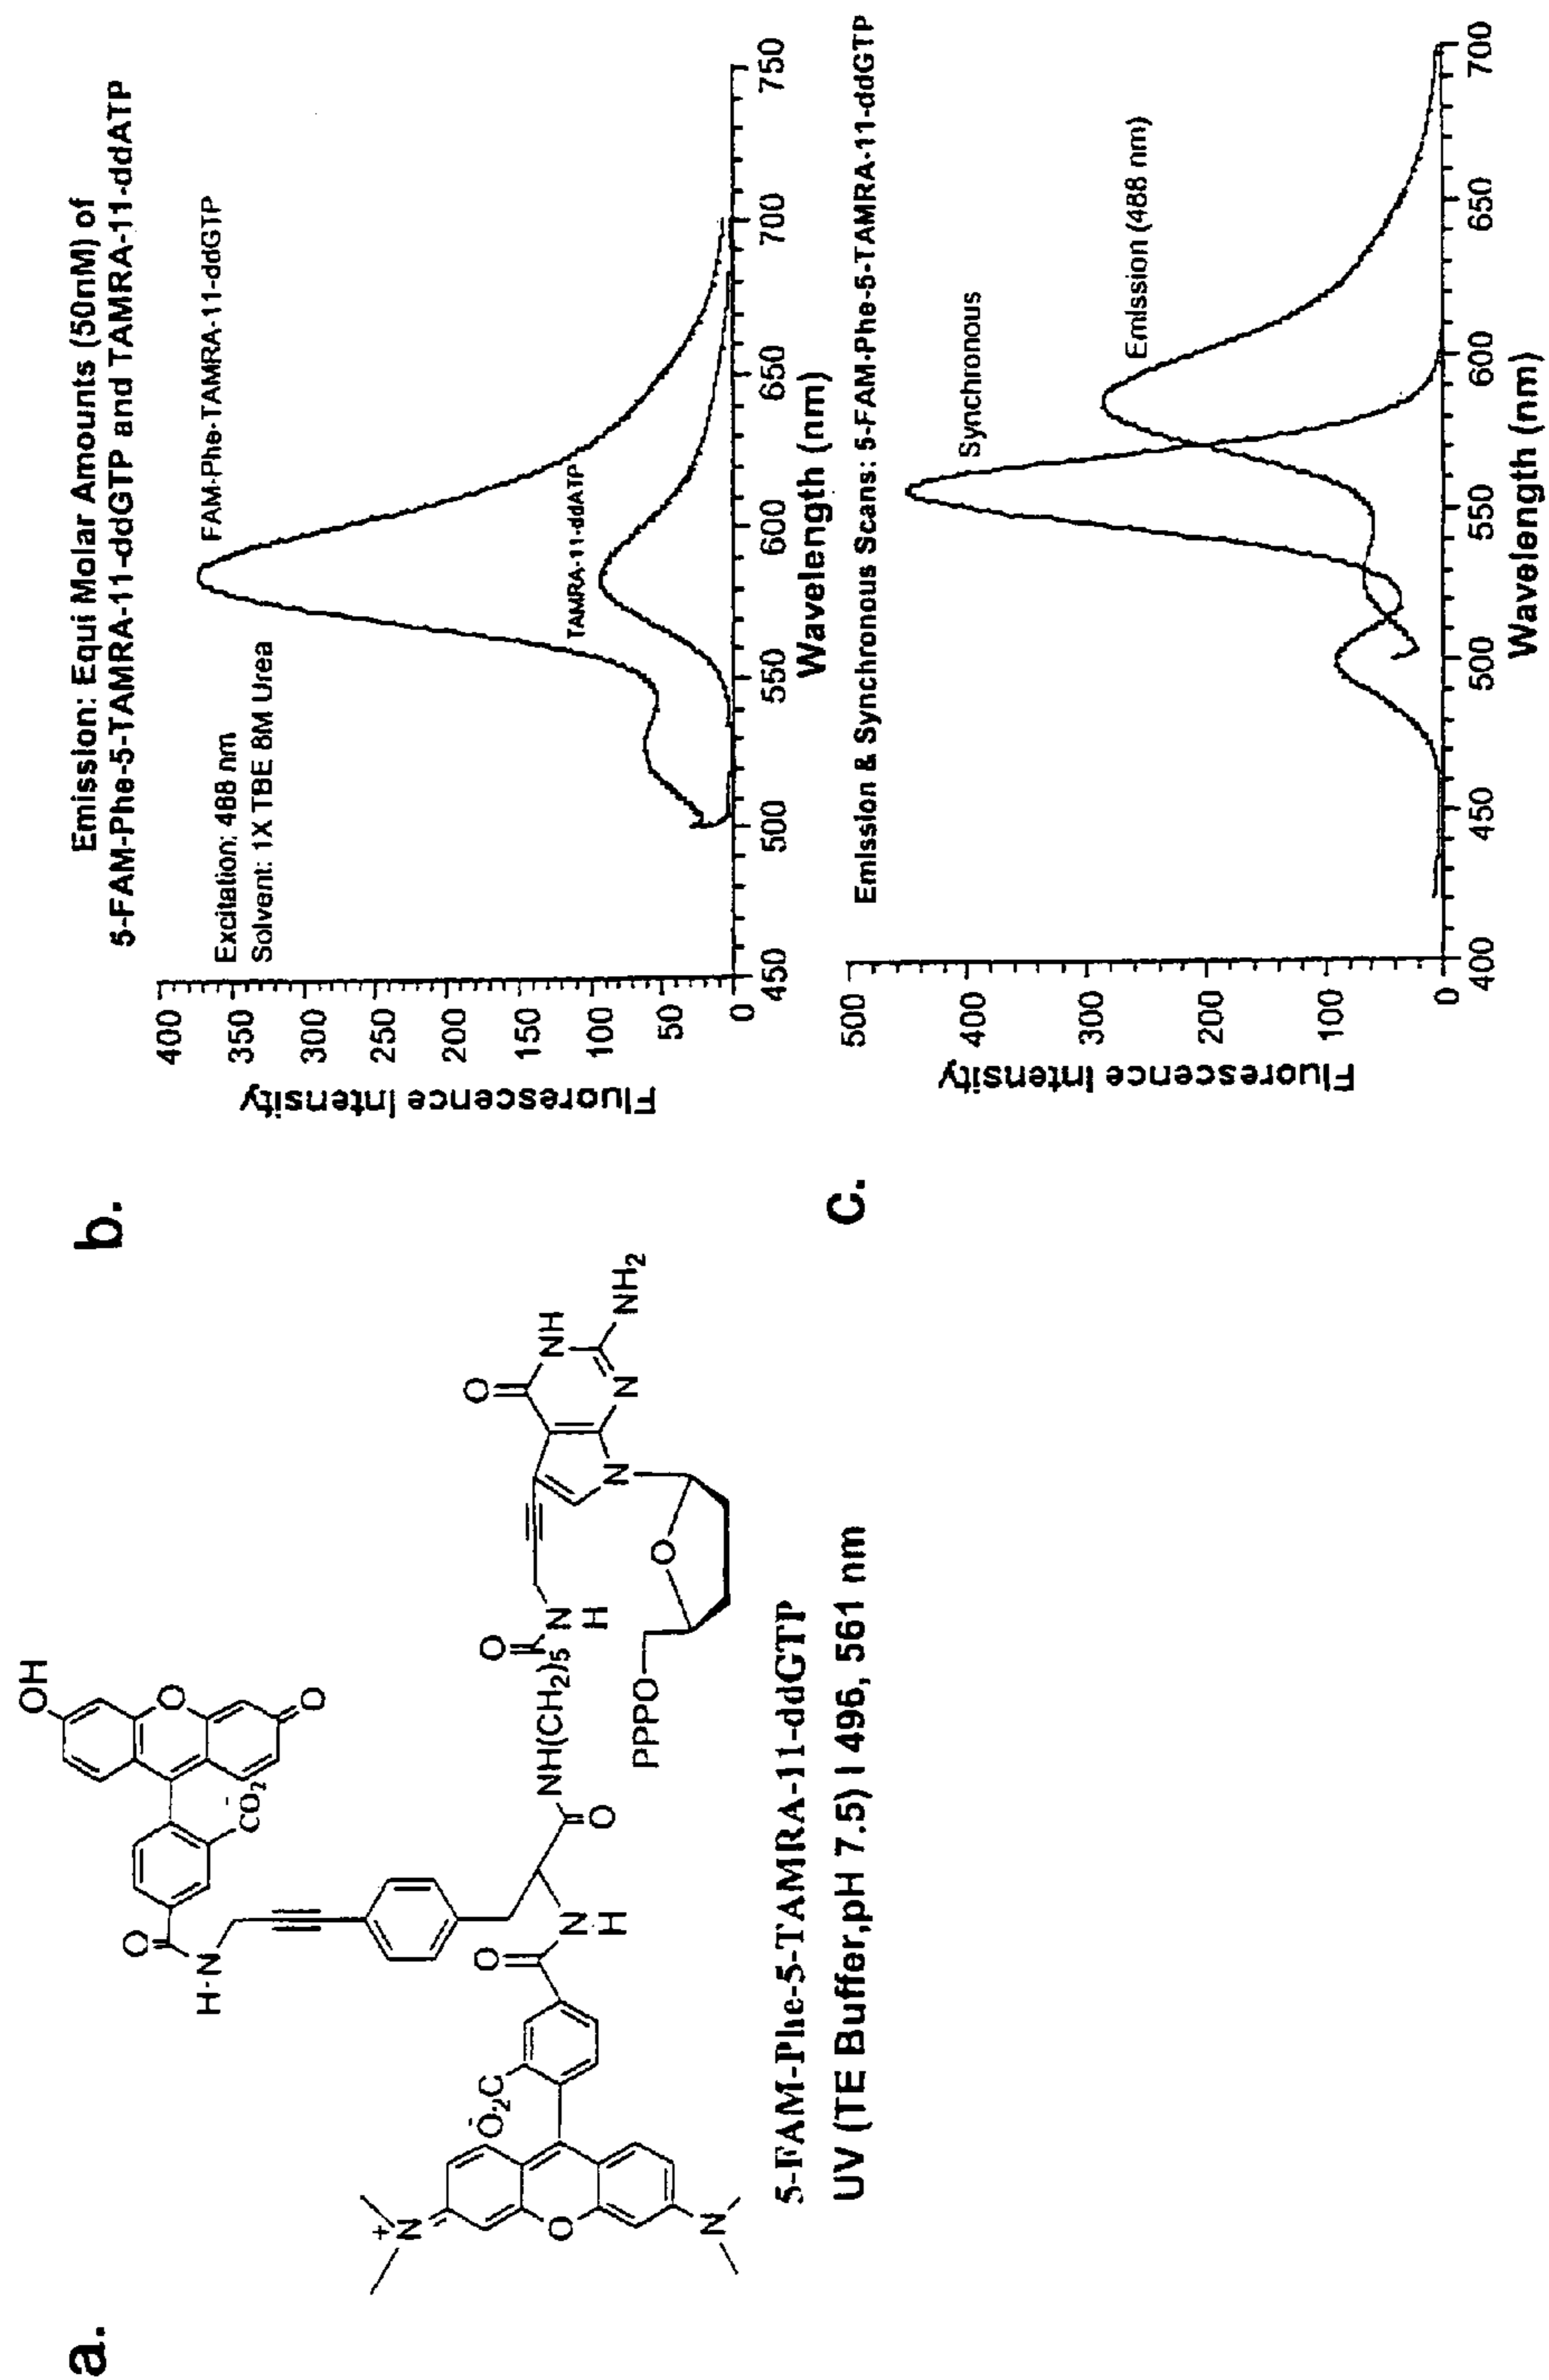 a.
OH
O
O
CO2-
O
H-N
O
N
H
-O2C
+N
O
N
O
NH(CH2)5
O
N
H
O
NH
N
NH2
N
O
PPPO
5-FAM-Phe-5-TAMRA-11-ddGTP
UV (TE Buffer,pH 7.5) l 496, 561 nm
b.
Emission: Equi Molar Amounts (50nM) of
5-FAM-Phe-5-TAMRA-11-ddGTP and TAMRA-11-ddATP
Excitation: 488 nm
Solvent: 1X TBE 8M Urea
FAM-Phe-TAMRA-11-ddGTP
TAMRA-11-ddATP
Fluorescence Intensity
400
350
300
250
200
150
100
50
0
450 500 550 600 650 700 750
Wavelength (nm)
c.
Emission & Synchronous Scans: 5-FAM-Phe-5-TAMRA-11-ddGTP
Synchronous
Emission (488 nm)
Fluorescence Intensity
500
400
300
200
100
0
400 450 500 550 600 650 700
Wavelength (nm)